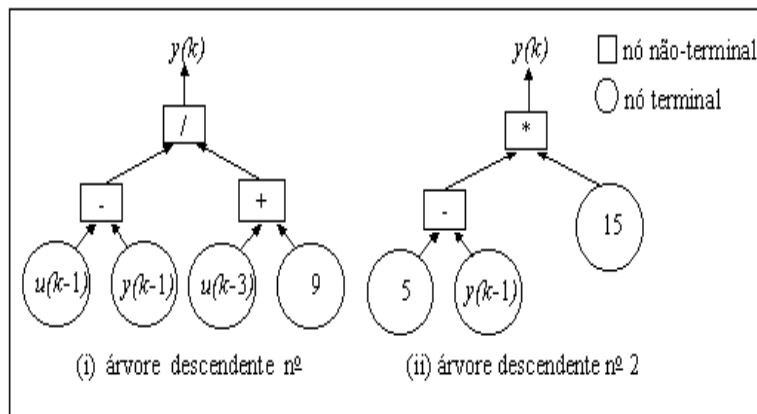 y(k)
/
-
+
u(k-1)
y(k-1)
u(k-3)
9
(i) árvore descendente nº
y(k)
*
-
15
5
y(k-1)
(ii) árvore descendente nº 2
nó não-terminal
nó terminal